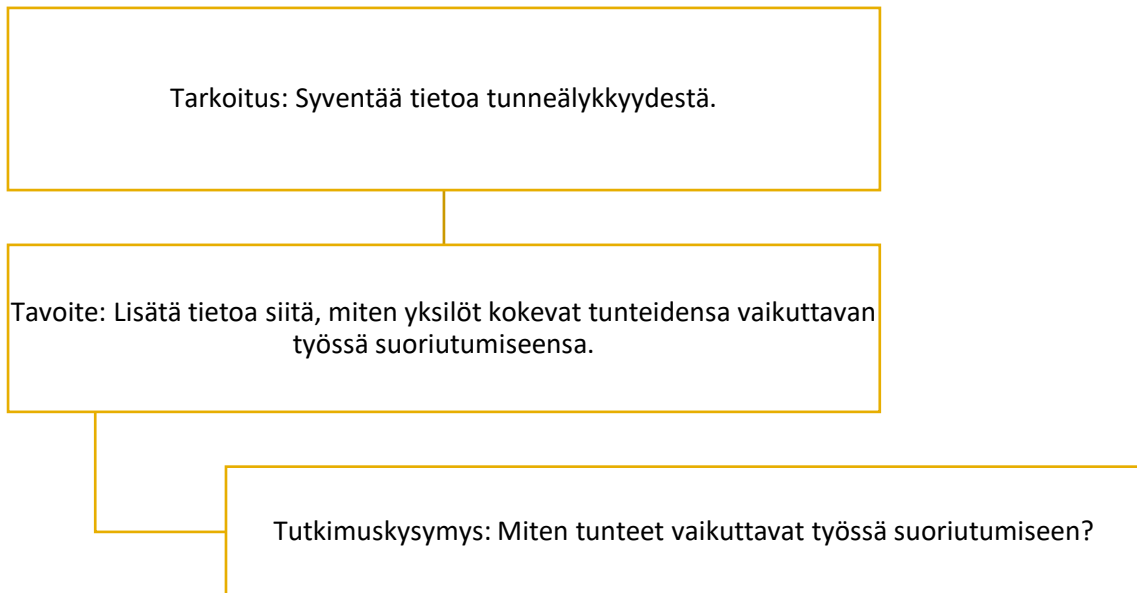 Tarkoitus: Syventää tietoa tunneälykkyydestä.
Tavoite: Lisätä tietoa siitä, miten yksilöt kokevat tunteidensa vaikuttavan
työssä suoriutumiseensa.
Tutkimuskysymys: Miten tunteet vaikuttavat työssä suoriutumiseen?